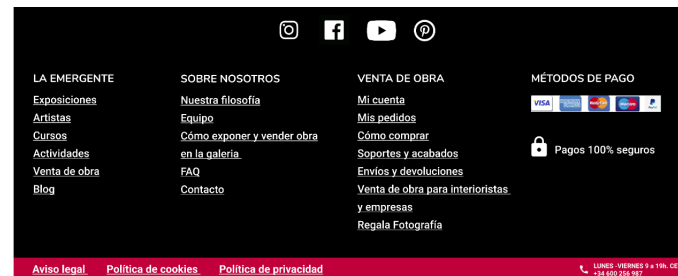 LA EMERGENTE
Exposiciones
Artistas
Cursos
Actividades
Venta de obra
Blog
SOBRE NOSOTROS
Nuestra filosofía
Equipo
Cómo exponer y vender obra
en la galeria
FAQ
Contacto
VENTA DE OBRA
Mi cuenta
Mis pedidos
Cómo comprar
Soportes y acabados
Envíos y devoluciones
Venta de obra para interioristas
y empresas
Regala Fotografía
MÉTODOS DE PAGO
VISA
Pagos 100% seguros
Aviso legal Política de cookies Política de privacidad
LUNES -VIERNES 9 a 19h. CE
+34 600 256 987